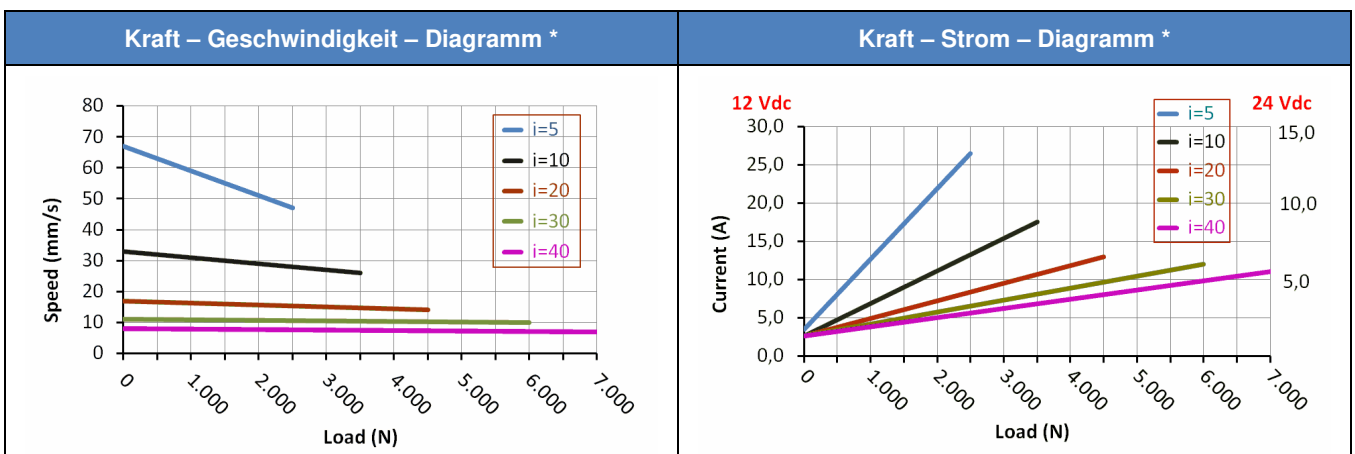 Kraft – Geschwindigkeit – Diagramm *
Kraft – Strom – Diagramm *
80
70
60
50
40
30
20
10
0
Speed (mm/s)
i=5
i=10
i=20
i=30
i=40
0
1.000
2.000
3.000
4.000
5.000
6.000
7.000
Load (N)
12 Vdc
24 Vdc
30,0
25,0
20,0
15,0
10,0
5,0
0,0
Current (A)
i=5
i=10
i=20
i=30
i=40
15,0
10,0
5,0
0
1.000
2.000
3.000
4.000
5.000
6.000
7.000
Load (N)